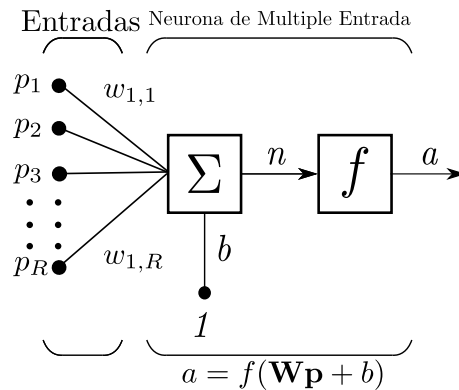 Entradas
Neurona de Multiple Entrada
p1
w1,1
p2
p3
Σ
n
f
a
pR
w1,R
b
1
a = f(Wp + b)